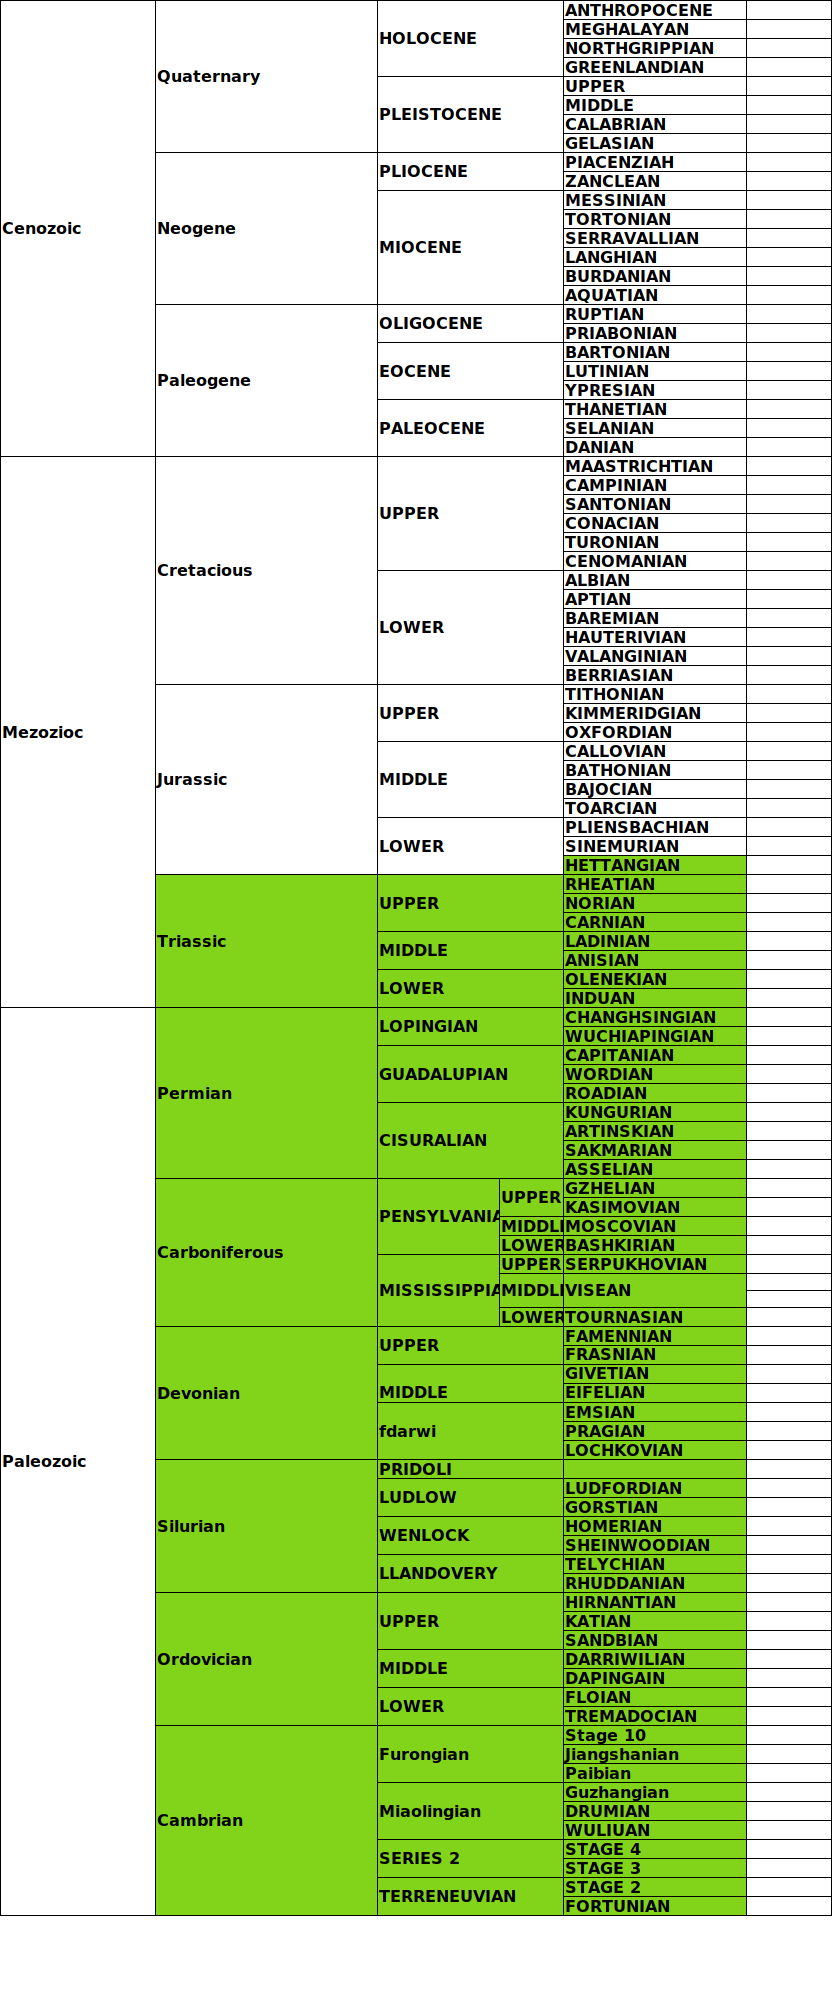 Cenozoic
Quaternary
HOLOCENE
ANTHROPOCENE
MEGHALAYAN
NORTHGRIPPIAN
GREENLANDIAN
PLEISTOCENE
UPPER
MIDDLE
CALABRIAN
GELASIAN
Neogene
PLIOCENE
PIACENZIAH
ZANCLEAN
MIOCENE
MESSINIAN
TORTONIAN
SERRAVALLIAN
LANGHIAN
BURDANIAN
AQUATIAN
Paleogene
OLIGOCENE
RUPTIAN
PRIABONIAN
EOCENE
BARTONIAN
LUTINIAN
YPRESIAN
PALEOCENE
THANETIAN
SELANIAN
DANIAN
Mezozioc
Cretacious
UPPER
MAASTRICHTIAN
CAMPINIAN
SANTONIAN
CONACIAN
TURONIAN
CENOMANIAN
LOWER
ALBIAN
APTIAN
BAREMIAN
HAUTERIVIAN
VALANGINIAN
BERRIASIAN
Jurassic
UPPER
TITHONIAN
KIMMERIDGIAN
OXFORDIAN
MIDDLE
CALLOVIAN
BATHONIAN
BAJOCIAN
TOARCIAN
LOWER
PLIENSBACHIAN
SINEMURIAN
HETTANGIAN
Triassic
UPPER
RHEATIAN
NORIAN
CARNIAN
MIDDLE
LADINIAN
ANISIAN
LOWER
OLENEKIAN
INDUAN
Paleozoic
Permian
LOPINGIAN
CHANGHSINGIAN
WUCHIAPINGIAN
GUADALUPIAN
CAPITANIAN
WORDIAN
ROADIAN
CISURALIAN
KUNGURIAN
ARTINSKIAN
SAKMARIAN
ASSELIAN
Carboniferous
PENSYLVANIA
UPPER
GZHELIAN
KASIMOVIAN
MIDDL
MOSCOVIAN
LOWER
BASHKIRIAN
MISSISSIPPIA
UPPER
SERPUKHOVIAN
MIDDL
VISEAN
LOWER
TOURNASIAN
Devonian
UPPER
FAMENNIAN
FRASNIAN
MIDDLE
GIVETIAN
EIFELIAN
fdarwi
EMSIAN
PRAGIAN
LOCHKOVIAN
Silurian
PRIDOLI
LUDLOW
LUDFORDIAN
GORSTIAN
WENLOCK
HOMERIAN
SHEINWOODIAN
LLANDOVERY
TELYCHIAN
RHUDDANIAN
Ordovician
UPPER
HIRNANTIAN
KATIAN
SANDBIAN
MIDDLE
DARRIWILIAN
DAPINGAIN
LOWER
FLOIAN
TREMADOCIAN
Cambrian
Furongian
Stage 10
Jiangshanian
Paibian
Miaolingian
Guzhangian
DRUMIAN
WULIUAN
SERIES 2
STAGE 4
STAGE 3
TERRENEUVIAN
STAGE 2
FORTUNIAN